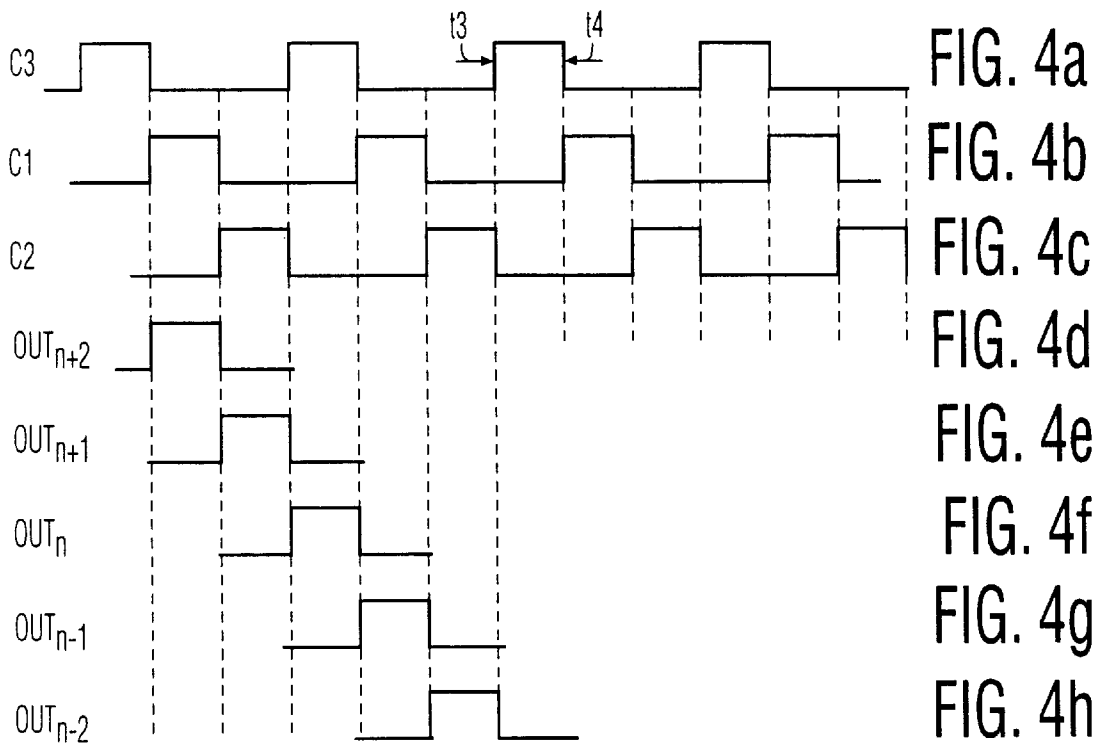 t3 t4
C3 FIG. 4a
C1 FIG. 4b
C2 FIG. 4c
OUTn+2 FIG. 4d
OUTn+1 FIG. 4e
OUTn FIG. 4f
OUTn-1 FIG. 4g
OUTn-2 FIG. 4h